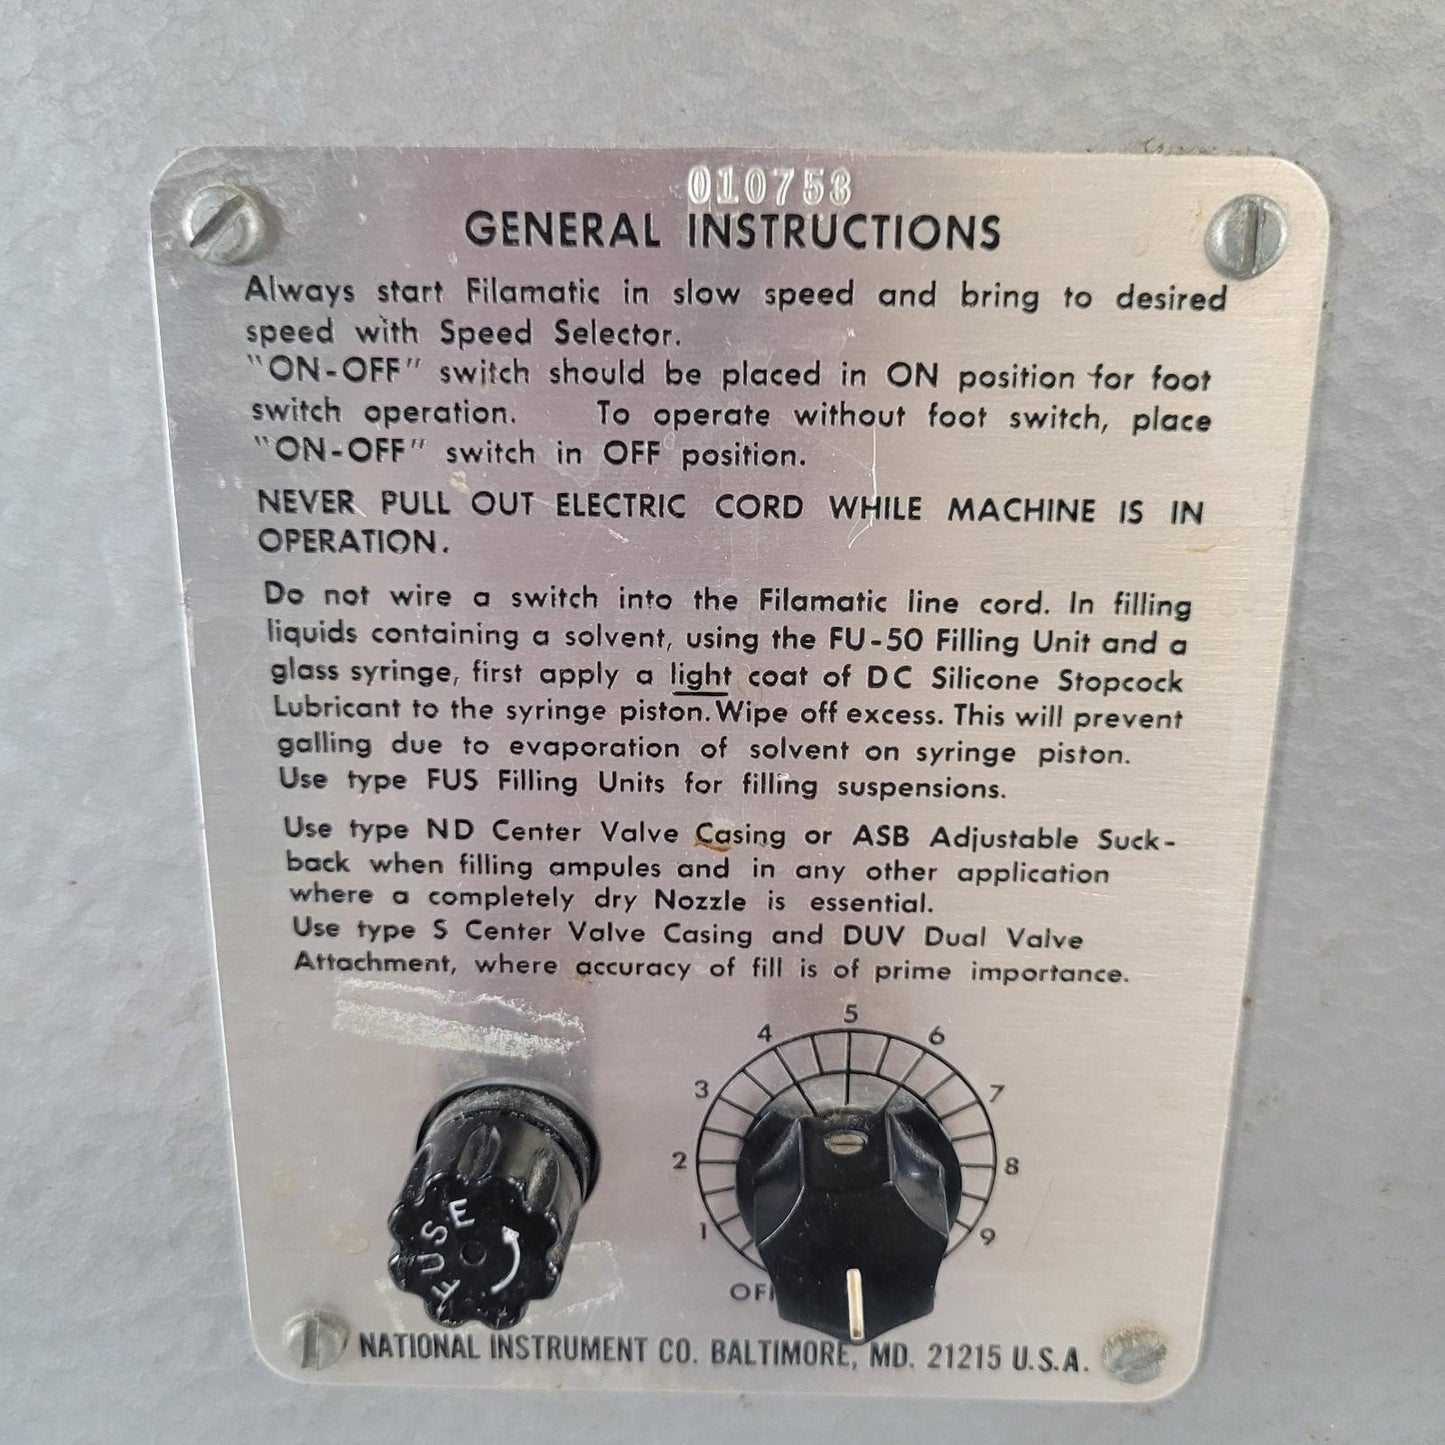 010753
GENERAL INSTRUCTIONS
Always start Filamatic in slow speed and bring to desired
speed with Speed Selector.
"ON-OFF" switch should be placed in ON position for foot
switch operation. To operate without foot switch, place
"ON-OFF" switch in OFF position.
NEVER PULL OUT ELECTRIC CORD WHILE MACHINE IS IN
OPERATION.
Do not wire a switch into the Filamatic line cord. In filling
liquids containing a solvent, using the FU-50 Filling Unit and a
glass syringe, first apply a light coat of DC Silicone Stopcock
Lubricant to the syringe piston. Wipe off excess. This will prevent
galling due to evaporation of solvent on syringe piston.
Use type FUS Filling Units for filling suspensions.
Use type ND Center Valve Casing or ASB Adjustable Suck-
back when filling ampules and in any other application
where a completely dry Nozzle is essential.
Use type S Center Valve Casing and DUV Dual Valve
Attachment, where accuracy of fill is of prime importance.
5
4 6
3 7
2 8
1 9
FUSE
NATIONAL INSTRUMENT CO. BALTIMORE, MD. 21215 U.S.A.